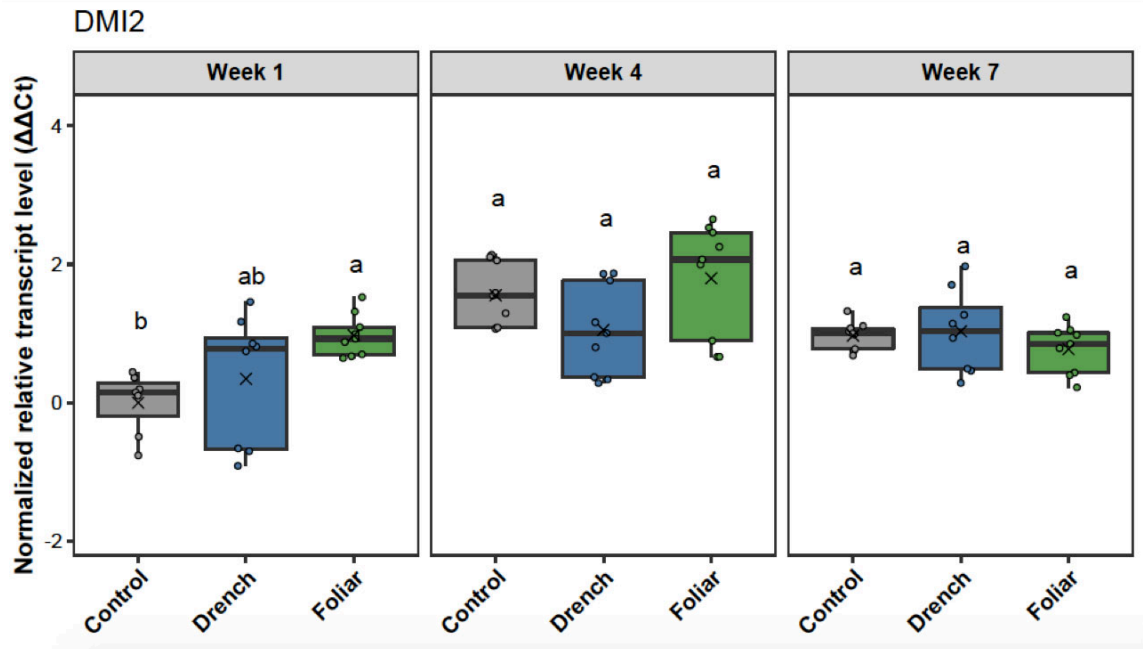 DMI2
Week 1
Week 4
Week 7
Normalized relative transcript level (ΔΔCt)
4
2
0
-2
b
ab
a
a
a
a
a
a
a
Control
Drench
Foliar
Control
Drench
Foliar
Control
Drench
Foliar